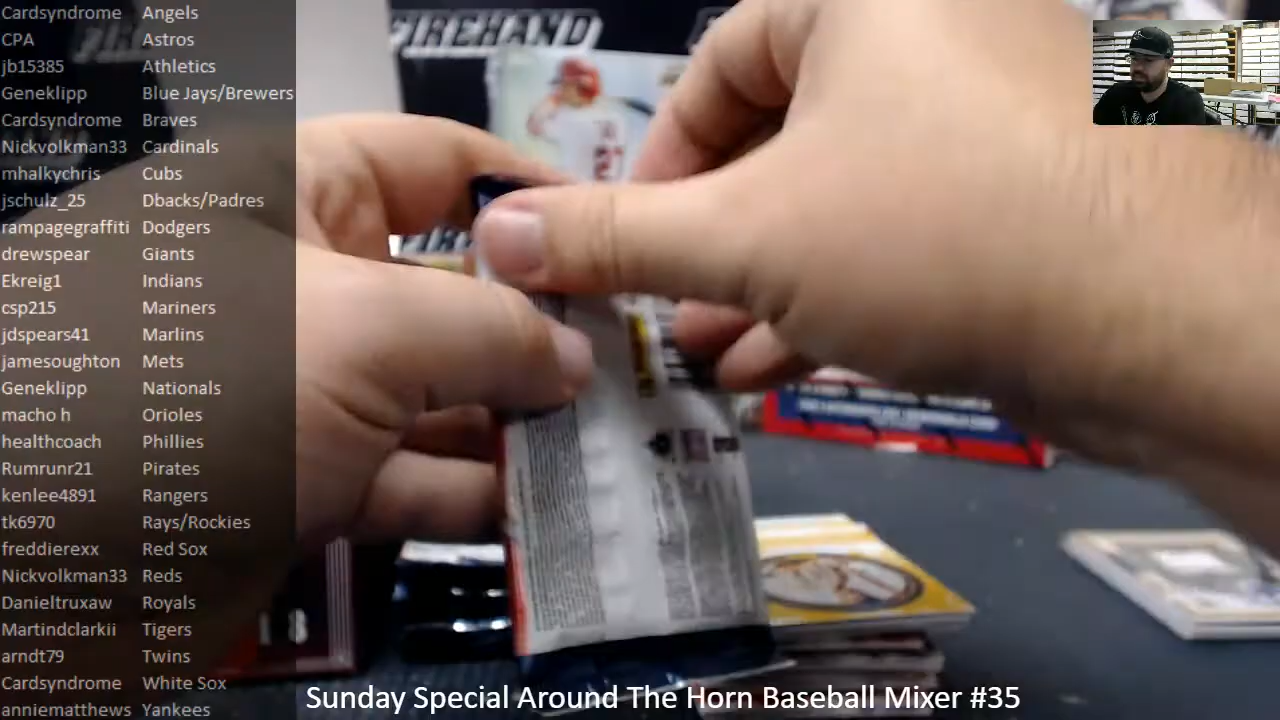 Cardsyndrome Angels
CPA Astros
jb15385 Athletics
Geneklipp Blue Jays/Brewers
Cardsyndrome Braves
Nickvolkman33 Cardinals
mhalkychris Cubs
jschulz_25 Dbacks/Padres
rampagegraffiti Dodgers
drewspear Giants
Ekreig1 Indians
csp215 Mariners
jdspears41 Marlins
jamesoughton Mets
Geneklipp Nationals
macho h Orioles
healthcoach Phillies
Rumrunr21 Pirates
kenlee4891 Rangers
tk6970 Rays/Rockies
freddierexx Red Sox
Nickvolkman33 Reds
Danieltruxaw Royals
Martindclarkii Tigers
arndt79 Twins
Cardsyndrome White Sox
anniematthews Yankees
FIREHAND
27
Sunday Special Around The Horn Baseball Mixer #35